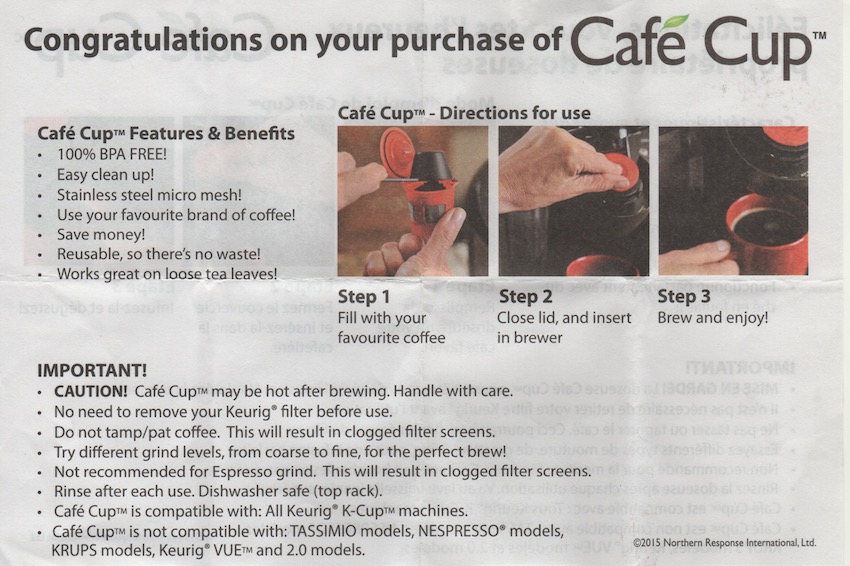 Congratulations on your purchase of Café Cup™
Café Cup™ Features & Benefits
• 100% BPA FREE!
• Easy clean up!
• Stainless steel micro mesh!
• Use your favourite brand of coffee!
• Save money!
• Reusable, so there's no waste!
• Works great on loose tea leaves!
Café Cup™ - Directions for use
Step 1
Fill with your
favourite coffee
Step 2
Close lid, and insert
in brewer
Step 3
Brew and enjoy!
IMPORTANT!
• CAUTION! Café Cup™ may be hot after brewing. Handle with care.
• No need to remove your Keurig® filter before use.
• Do not tamp/pat coffee. This will result in clogged filter screens.
• Try different grind levels, from coarse to fine, for the perfect brew!
• Not recommended for Espresso grind. This will result in clogged filter screens.
• Rinse after each use. Dishwasher safe (top rack).
• Café Cup™ is compatible with: All Keurig® K-Cup™ machines.
• Café Cup™ is not compatible with: TASSIMIO models, NESPRESSO® models,
KRUPS models, Keurig® VUE™ and 2.0 models.
©2015 Northern Response International, Ltd.